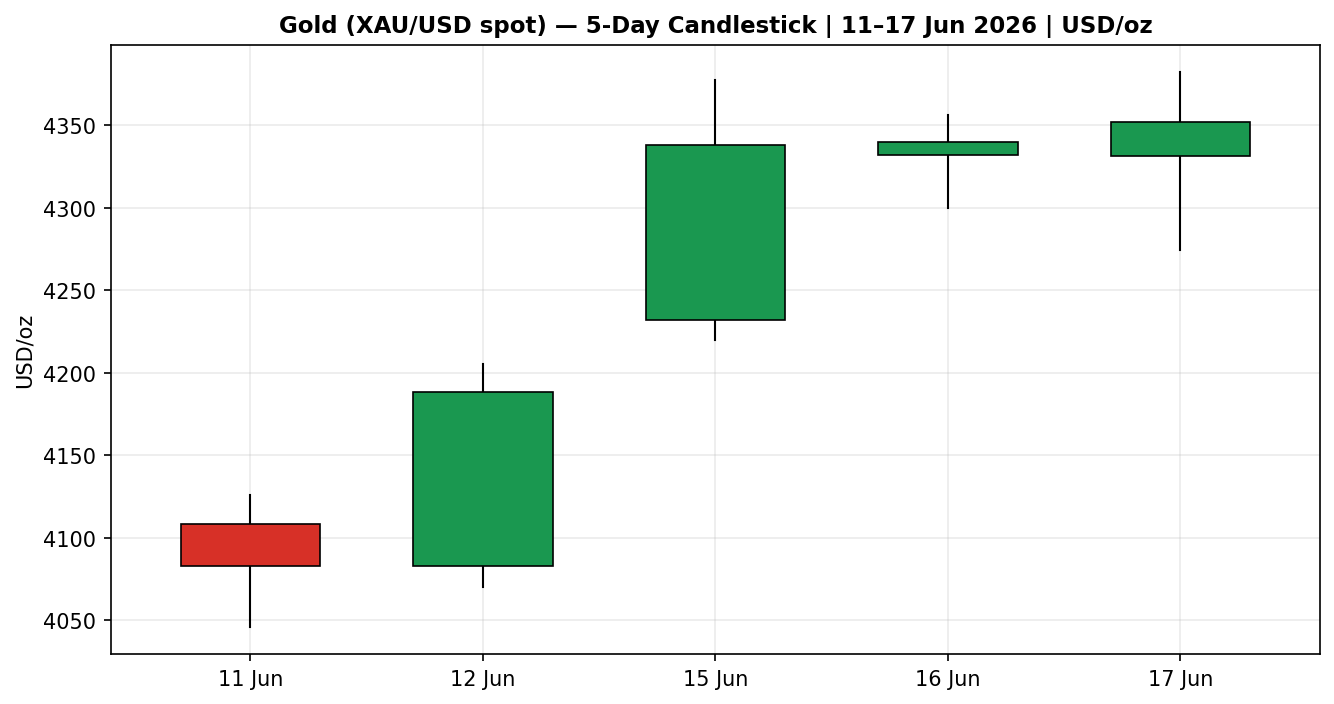 Gold (XAU/USD spot) — 5-Day Candlestick | 11–17 Jun 2026 | USD/oz
USD/oz
4350
4300
4250
4200
4150
4100
4050
11 Jun
12 Jun
15 Jun
16 Jun
17 Jun